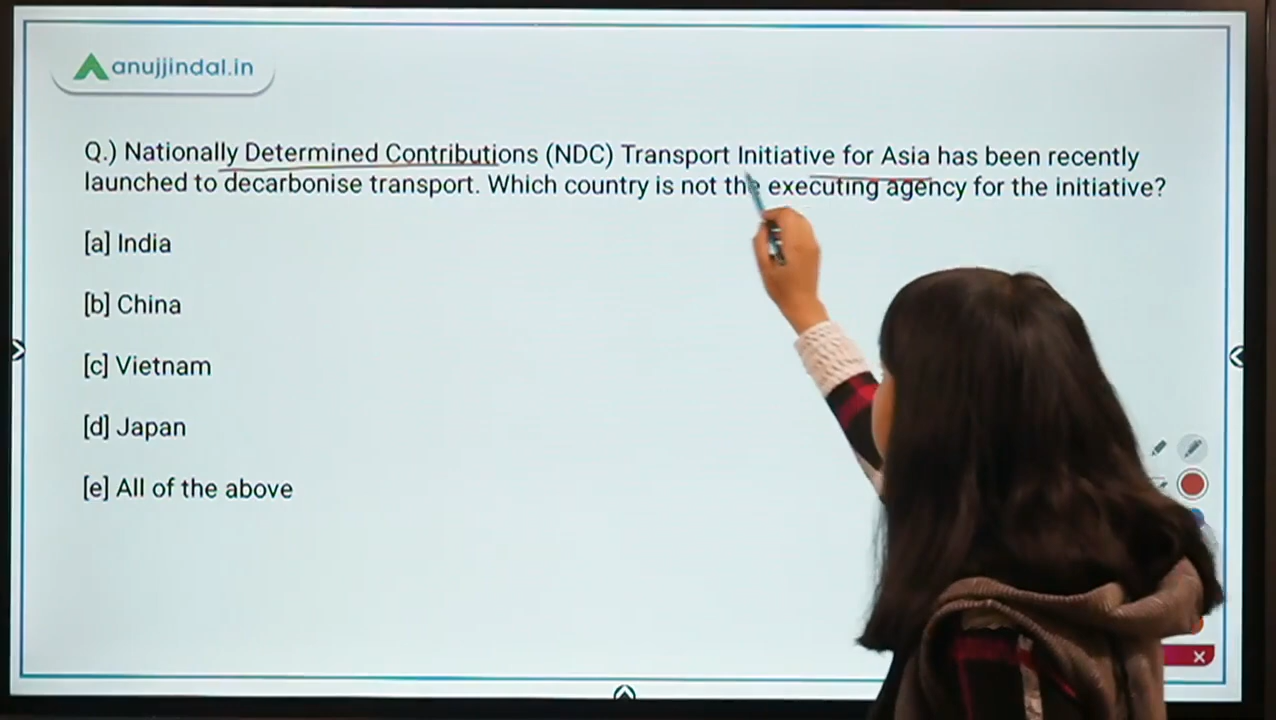 anujjindal.in
Q.) Nationally Determined Contributions (NDC) Transport Initiative for Asia has been recently
launched to decarbonise transport. Which country is not the executing agency for the initiative?
[a] India
[b] China
[c] Vietnam
[d] Japan
[e] All of the above